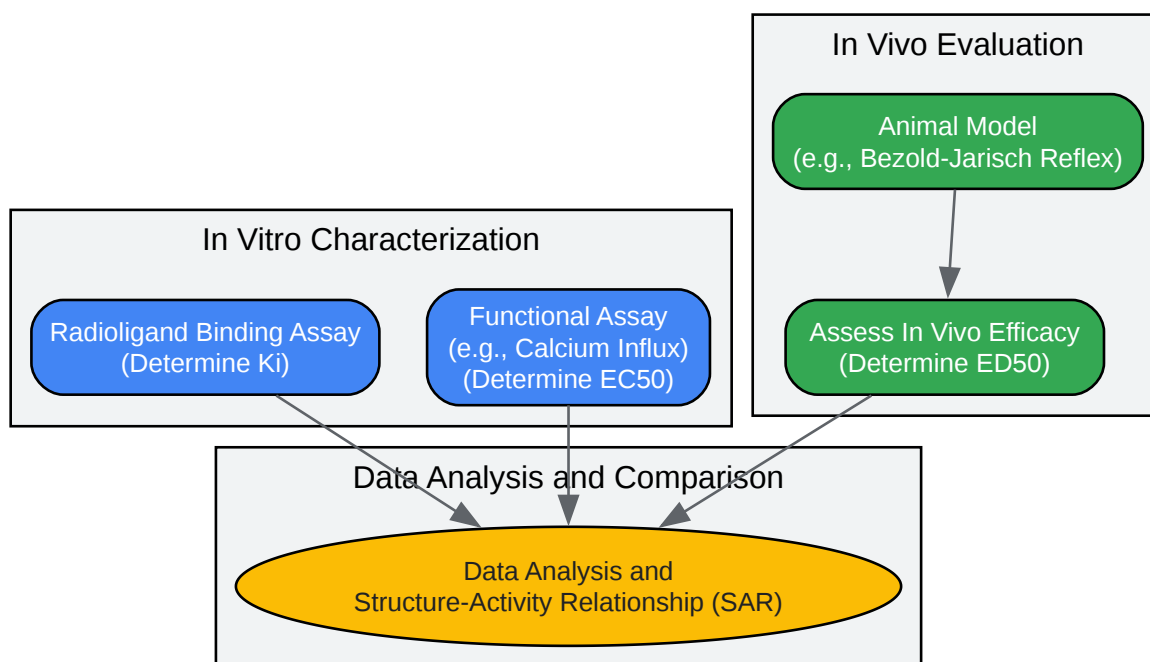 In Vivo Evaluation
Animal Model
(e.g., Bezold-Jarisch Reflex)
In Vitro Characterization
Radioligand Binding Assay
(Determine Ki)
Functional Assay
(e.g., Calcium Influx)
(Determine EC50)
Assess In Vivo Efficacy
(Determine ED50)
Data Analysis and Comparison
Data Analysis and
Structure-Activity Relationship (SAR)